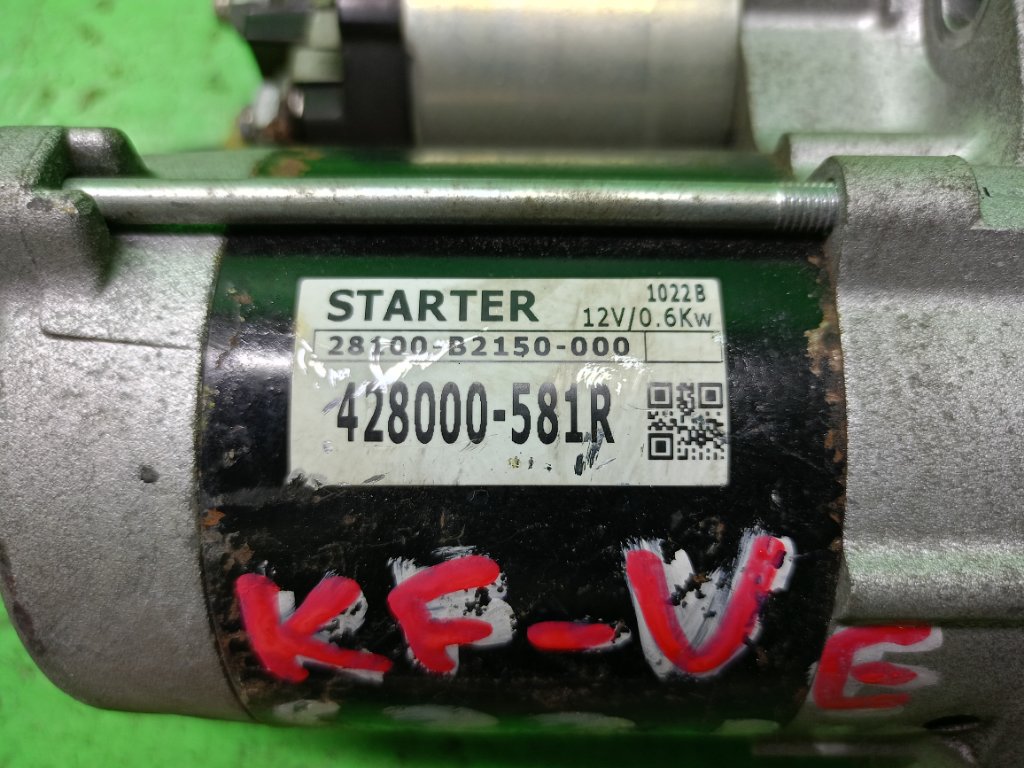 STARTER
1022B
12V/0.6Kw
28100-B2150-000
428000-581R
KF-VE